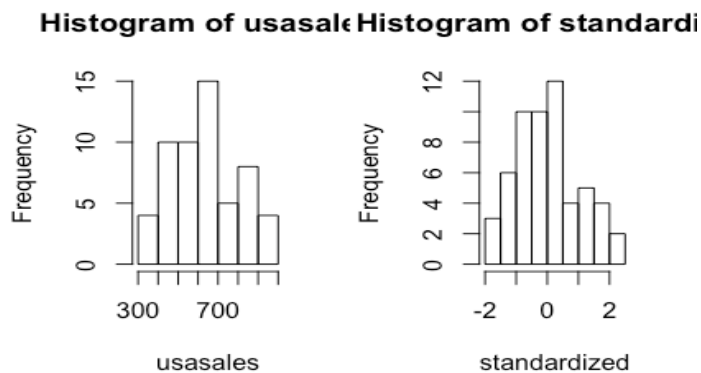 Histogram of usasale
Histogram of standardi
Frequency
0
5
10
15
300
700
usasales
Frequency
0
2
4
6
8
12
-2
0
2
standardized